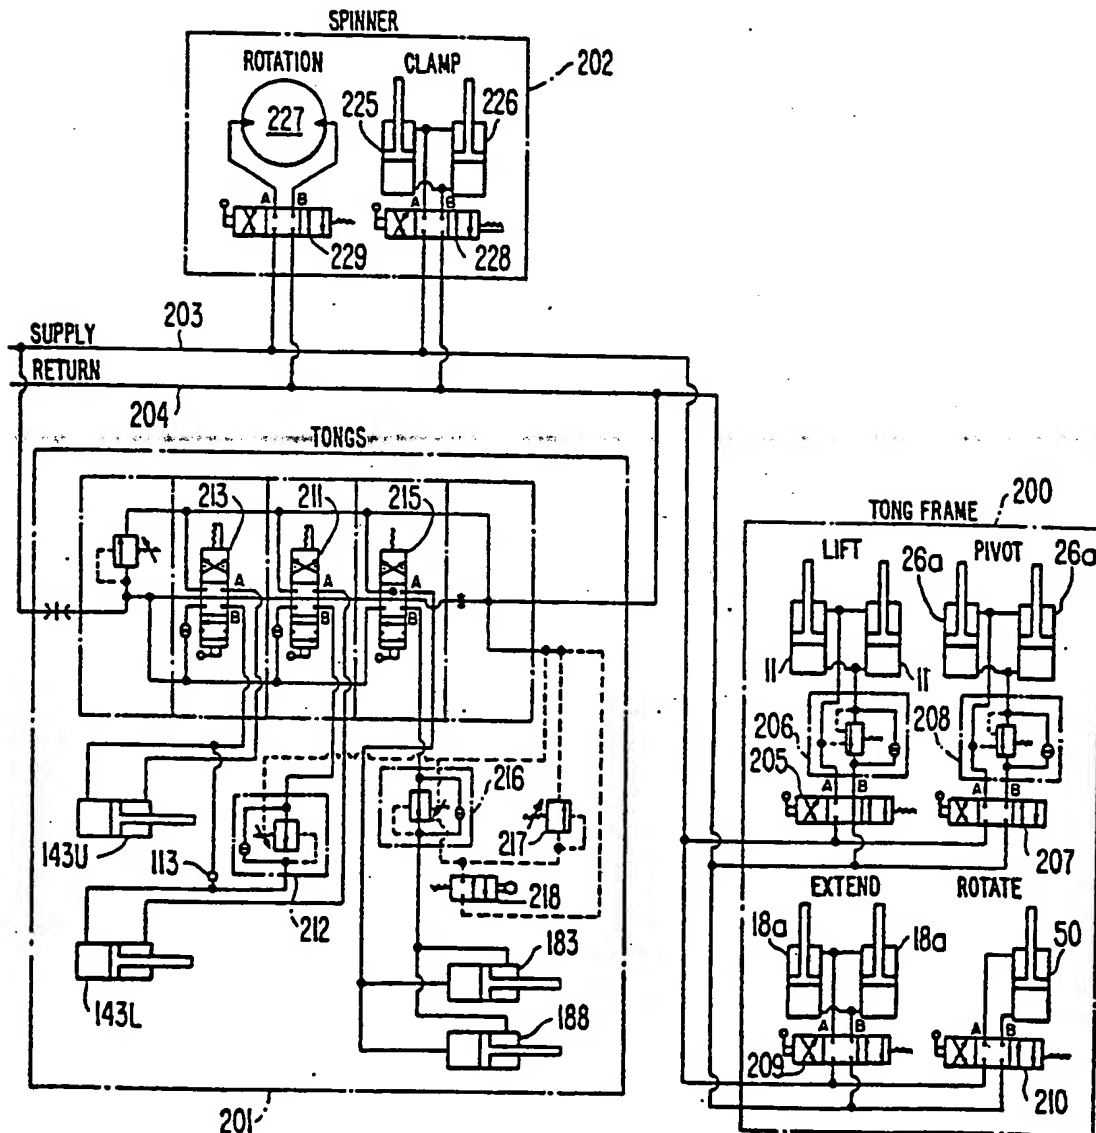 SPINNER
202
ROTATION
CLAMP
225
226
227
A B
A B
229
228
203
SUPPLY
RETURN
204
TONGS
200
213
211
215
TONG FRAME
LIFT
PIVOT
26a
26a
A
A
A
B
B
B
11
11
206
208
205
A B
A B
216
217
143U
113
207
212
218
EXTEND
ROTATE
18a
18a
50
183
143L
188
A B
A B
209
210
201